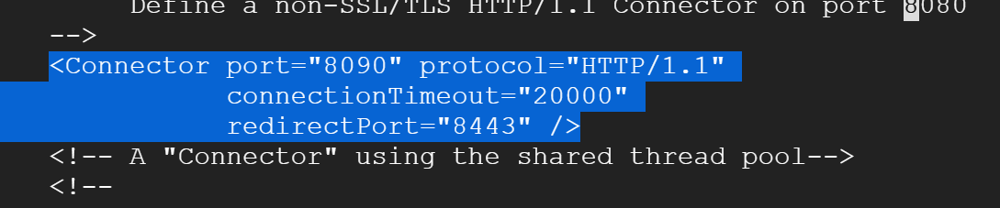 Define a non-SSL/TLS HTTP/1.1 Connector on port 8080
-->
<Connector port="8090" protocol="HTTP/1.1"
connectionTimeout="20000"
redirectPort="8443" />
<!-- A "Connector" using the shared thread pool-->
<!--